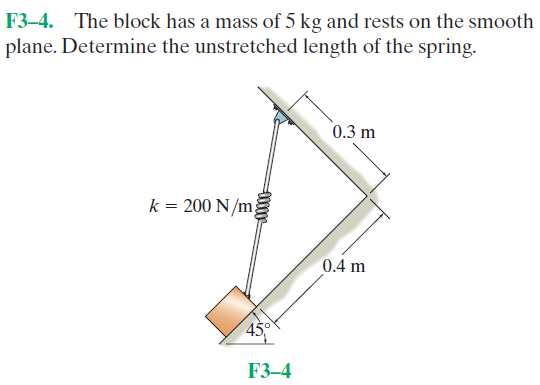 F3–4. The block has a mass of 5 kg and rests on the smooth
plane. Determine the unstretched length of the spring.
0.3 m
k = 200 N/m
0.4 m
45°
F3–4